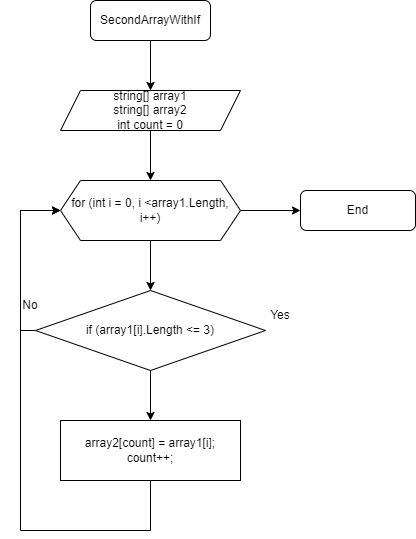 SecondArrayWithIf
string[] array1
string[] array2
int count = 0
for (int i = 0, i <array1.Length,
i++)
End
No
Yes
if (array1[i].Length <= 3)
array2[count] = array1[i];
count++;